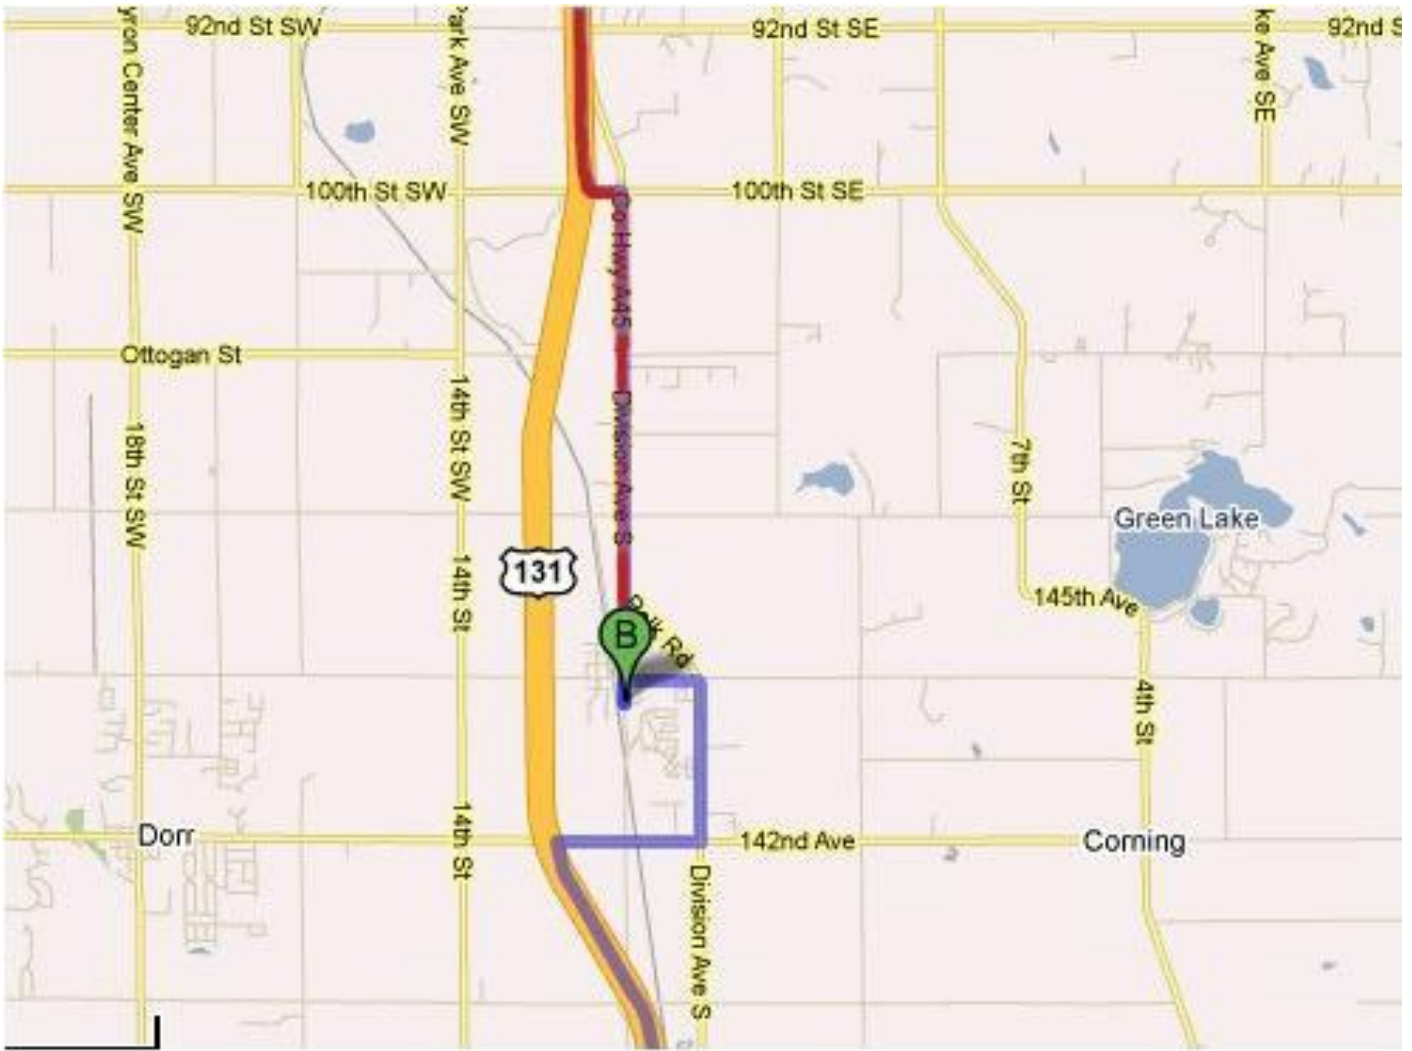 92nd St SW
92nd St SE
92nd S
yron Center Ave SW
Park Ave SW
ke Ave SE
100th St SW
100th St SE
Co Hwy A45
Ottogan St
Division Ave S
14th St SW
18th St SW
7th St
Green Lake
131
14th St
145th Ave
B
Polk Rd
4th St
14th St
Dorr
142nd Ave
Corning
Division Ave S